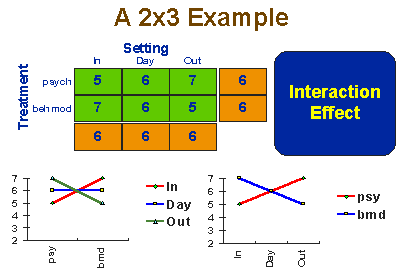 A 2x3 Example
Setting
In Day Out
Treatment
psych 5 6 7 6
behmod 7 6 5 6
6 6 6
Interaction
Effect
7
6
5
4
3
2
psy bmd
In
Day
Out
7
6
5
4
3
2
In Day Out
psy
bmd